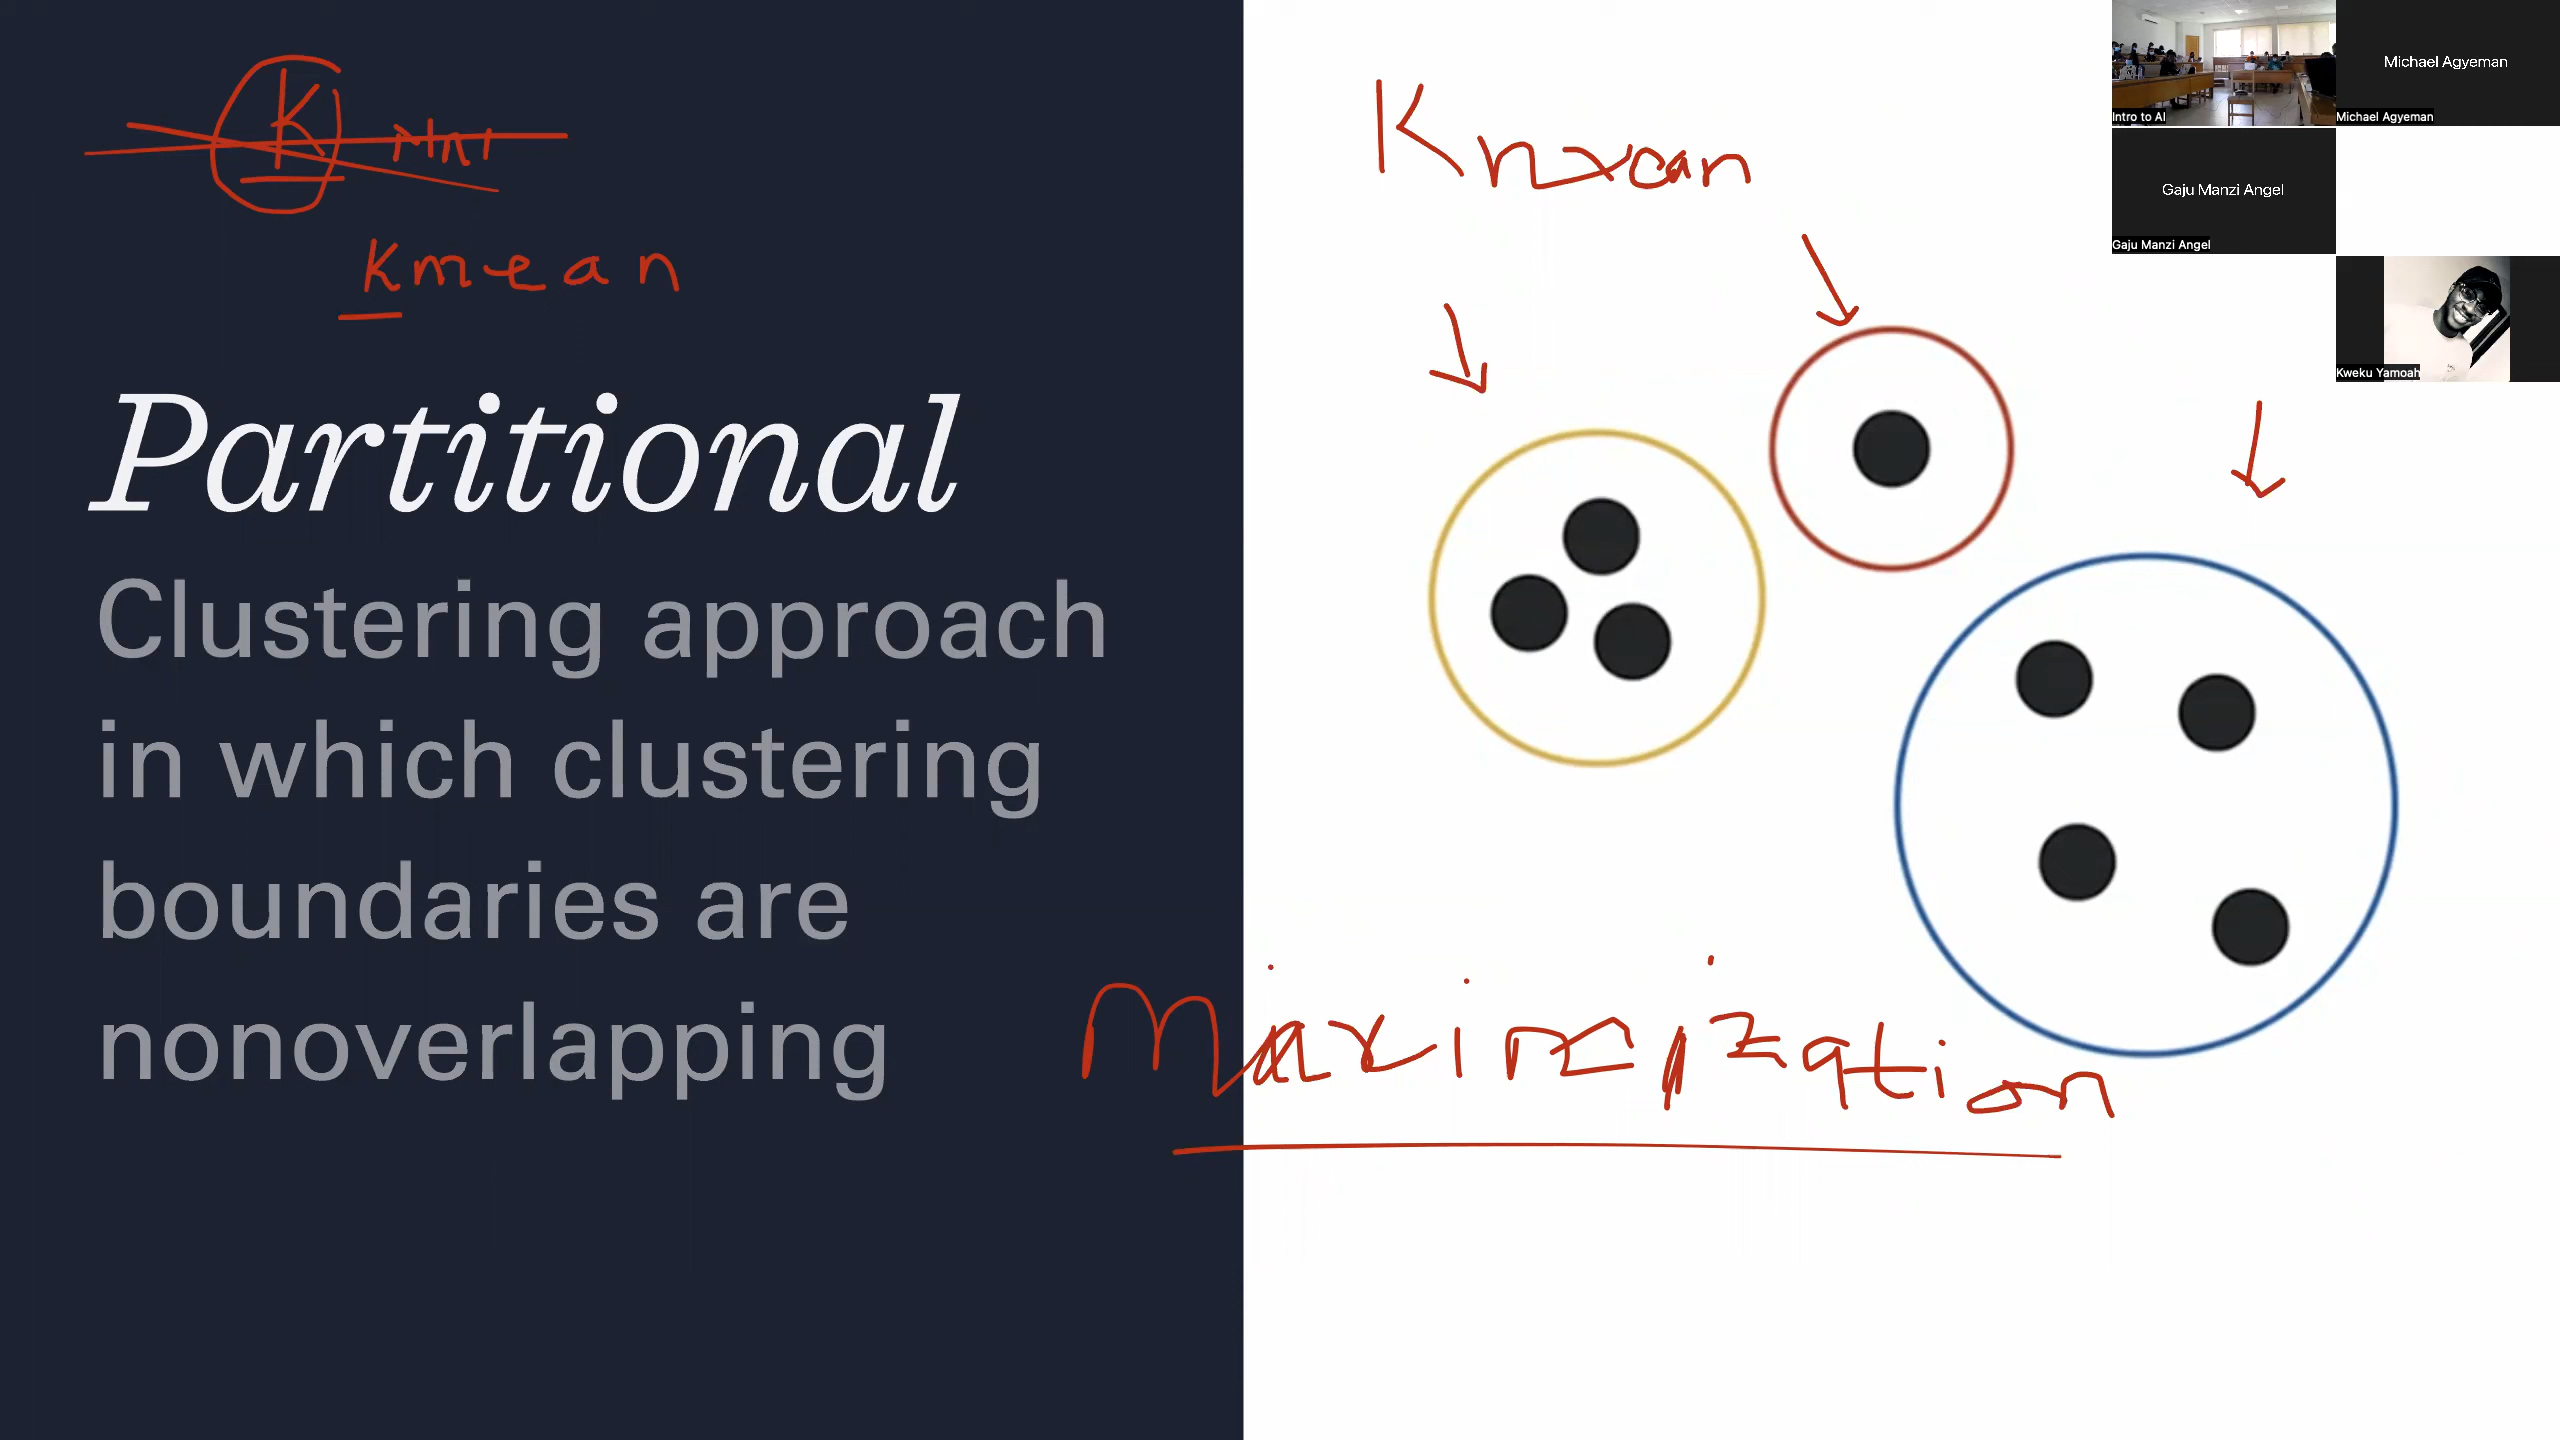 K
Kmean
Partitional
Clustering approach
in which clustering
boundaries are
nonoverlapping
Maximization
Intro to AI
Michael Agyeman
Michael Agyeman
Gaju Manzi Angel
Gaju Manzi Angel
Kweku Yamoah